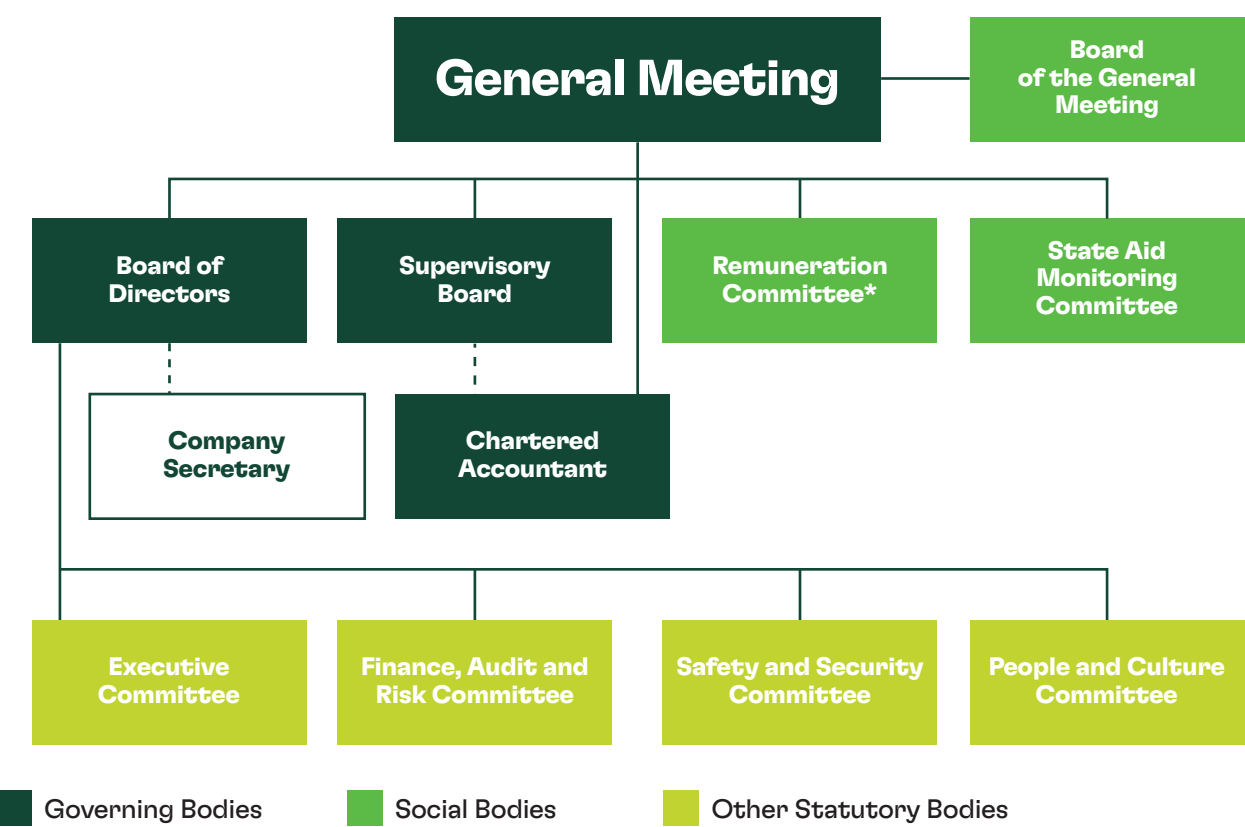 General Meeting
Board
of the General
Meeting
Board of
Directors
Supervisory
Board
Remuneration
Committee*
State Aid
Monitoring
Committee
Company
Secretary
Chartered
Accountant
Executive
Committee
Finance, Audit and
Risk Committee
Safety and Security
Committee
People and Culture
Committee
Governing Bodies
Social Bodies
Other Statutory Bodies